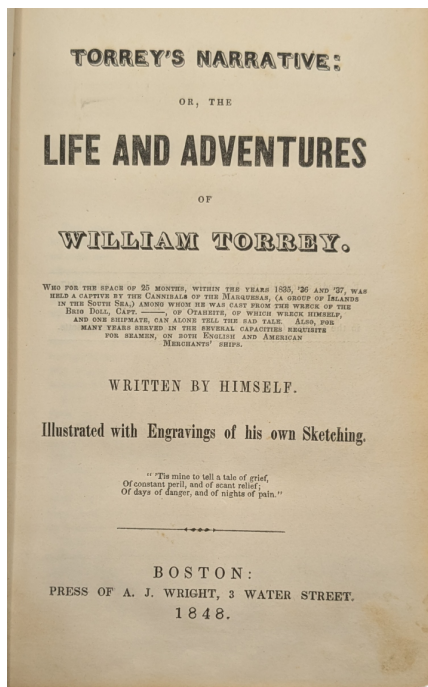 TORREY'S NARRATIVE:
OR, THE
LIFE AND ADVENTURES
OF
WILLIAM TORREY.
WHO FOR THE SPACE OF 25 MONTHS, WITHIN THE YEARS 1835, '36 AND '37, WAS
HELD A CAPTIVE BY THE CANNIBALS OF THE MARQUESAS, (A GROUP OF ISLANDS
IN THE SOUTH SEA,) AMONG WHOM HE WAS CAST FROM THE WRECK OF THE
BRIG DOLL, CAPT. ———, OF OTAHEITE, OF WHICH WRECK HIMSELF,
AND ONE SHIPMATE, CAN ALONE TELL THE SAD TALE. ALSO, FOR
MANY YEARS SERVED IN THE SEVERAL CAPACITIES REQUISITE
FOR SEAMEN, ON BOTH ENGLISH AND AMERICAN
MERCHANTS' SHIPS.
WRITTEN BY HIMSELF.
Illustrated with Engravings of his own Sketching.
" 'Tis mine to tell a tale of grief,
Of constant peril, and of scant relief;
Of days of danger, and of nights of pain."
BOSTON:
PRESS OF A. J. WRIGHT, 3 WATER STREET.
1848.